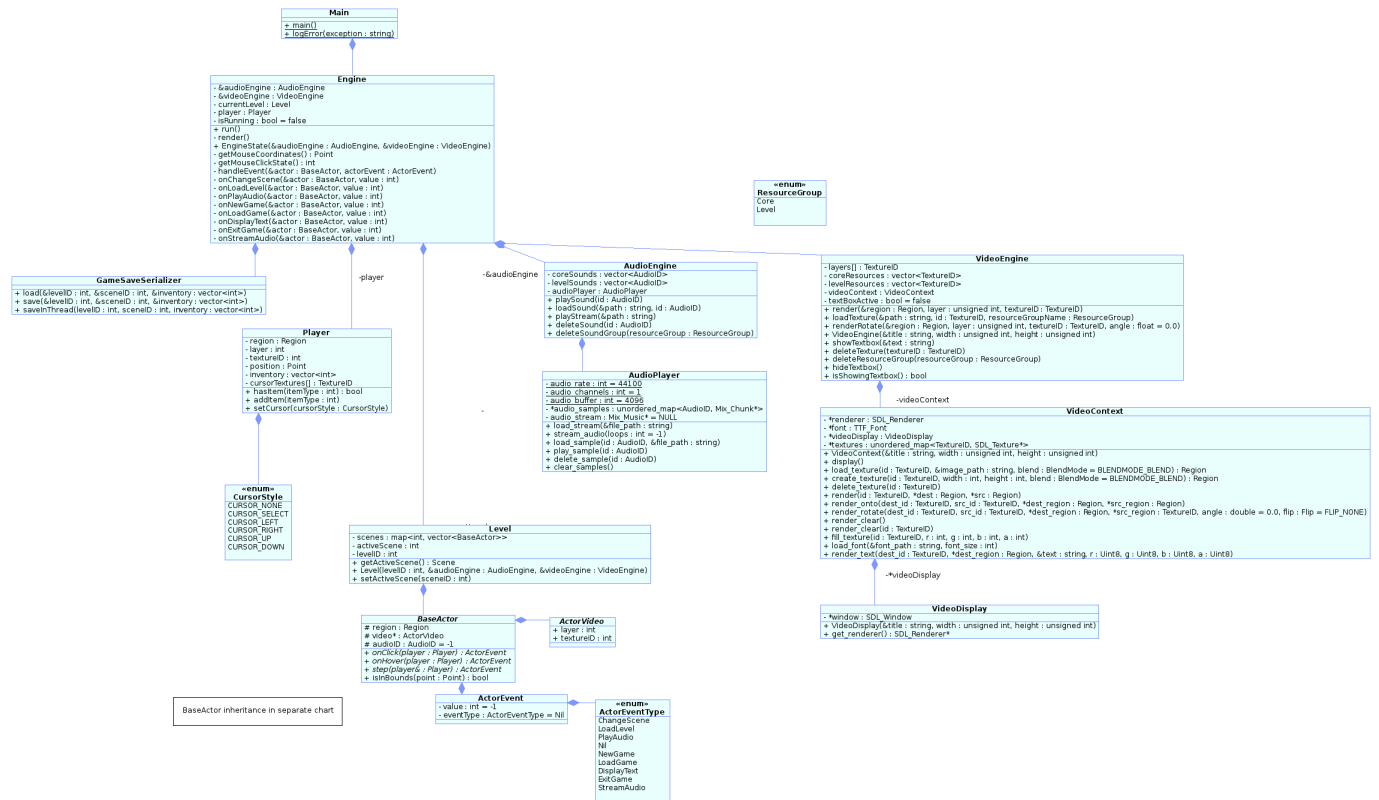 Main
+ main()
+ logError(exception : string)
Engine
- &audioEngine : AudioEngine
- &videoEngine : VideoEngine
- currentLevel : Level
- player : Player
- isRunning : bool = false
+ run()
- render()
+ EngineState(&audioEngine : AudioEngine, &videoEngine : VideoEngine)
- getMouseCoordinates() : Point
- getMouseClickState() : int
- handleEvent(&actor : BaseActor, actorEvent : ActorEvent)
- onChangeScene(&actor : BaseActor, value : int)
- onLoadLevel(&actor : BaseActor, value : int)
- onPlayAudio(&actor : BaseActor, value : int)
- onNewGame(&actor : BaseActor, value : int)
- onLoadGame(&actor : BaseActor, value : int)
- onDisplayText(&actor : BaseActor, value : int)
- onExitGame(&actor : BaseActor, value : int)
- onStreamAudio(&actor : BaseActor, value : int)
«enum»
ResourceGroup
Core
Level
GameSaveSerializer
+ load(&levelID : int, &sceneID : int, &inventory : vector<int>)
+ save(&levelID : int, &sceneID : int, &inventory : vector<int>)
+ saveInThread(levelID : int, sceneID : int, inventory : vector<int>)
-player
-&audioEngine
AudioEngine
- coreSounds : vector<AudioID>
- levelSounds : vector<AudioID>
- audioPlayer : AudioPlayer
+ playSound(id : AudioID)
+ loadSound(&path : string, id : AudioID)
+ playStream(&path : string)
+ deleteSound(id : AudioID)
+ deleteSoundGroup(resourceGroup : ResourceGroup)
VideoEngine
- layers[] : TextureID
- coreResources : vector<TextureID>
- levelResources : vector<TextureID>
- videoContext : VideoContext
- textBoxActive : bool = false
+ render(&region : Region, layer : unsigned int, textureID : TextureID)
+ loadTexture(&path : string, id : TextureID, resourceGroupName : ResourceGroup)
+ renderRotate(&region : Region, layer : unsigned int, textureID : TextureID, angle : float = 0.0)
+ VideoEngine(&title : string, width : unsigned int, height : unsigned int)
+ showTextbox(&text : string)
+ deleteTexture(textureID : TextureID)
+ deleteResourceGroup(resourceGroup : ResourceGroup)
+ hideTextbox()
+ isShowingTextbox() : bool
Player
- region : Region
- layer : int
- textureID : int
- position : Point
- inventory : vector<int>
- cursorTextures[] : TextureID
+ hasItem(itemType : int) : bool
+ addItem(itemType : int)
+ setCursor(cursorStyle : CursorStyle)
AudioPlayer
- audio_rate : int = 44100
- audio_channels : int = 1
- audio_buffer : int = 4096
- *audio_samples : unordered_map<AudioID, Mix_Chunk*>
- audio_stream : Mix_Music* = NULL
+ load_stream(&file_path : string)
+ stream_audio(loops : int = -1)
+ load_sample(id : AudioID, &file_path : string)
+ play_sample(id : AudioID)
+ delete_sample(id : AudioID)
+ clear_samples()
-
-videoContext
VideoContext
- *renderer : SDL_Renderer
- *font : TTF_Font
- *videoDisplay : VideoDisplay
- *textures : unordered_map<TextureID, SDL_Texture*>
+ VideoContext(&title : string, width : unsigned int, height : unsigned int)
+ display()
+ load_texture(id : TextureID, &image_path : string, blend : BlendMode = BLENDMODE_BLEND) : Region
+ create_texture(id : TextureID, width : int, height : int, blend : BlendMode = BLENDMODE_BLEND) : Region
+ delete_texture(id : TextureID)
+ render(id : TextureID, *dest : Region, *src : Region)
+ render_onto(dest_id : TextureID, src_id : TextureID, *dest_region : Region, *src_region : Region)
+ render_rotate(dest_id : TextureID, src_id : TextureID, *dest_region : Region, *src_region : TextureID, angle : double = 0.0, flip : Flip = FLIP_NONE)
+ render_clear()
+ render_clear(id : TextureID)
+ fill_texture(id : TextureID, r : int, g : int, b : int, a : int)
+ load_font(&font_path : string, font_size : int)
+ render_text(dest_id : TextureID, *dest_region : Region, &text : string, r : Uint8, g : Uint8, b : Uint8, a : Uint8)
«enum»
CursorStyle
CURSOR_NONE
CURSOR_SELECT
CURSOR_LEFT
CURSOR_RIGHT
CURSOR_UP
CURSOR_DOWN
Level
- scenes : map<int, vector<BaseActor>>
- activeScene : int
- levelID : int
+ getActiveScene() : Scene
+ Level(levelID : int, &audioEngine : AudioEngine, &videoEngine : VideoEngine)
+ setActiveScene(sceneID : int)
-*videoDisplay
VideoDisplay
- *window : SDL_Window
+ VideoDisplay(&title : string, width : unsigned int, height : unsigned int)
+ get_renderer() : SDL_Renderer*
BaseActor
# region : Region
# video* : ActorVideo
# audioID : AudioID = -1
+ onClick(player : Player) : ActorEvent
+ onHover(player : Player) : ActorEvent
+ step(player& : Player) : ActorEvent
+ isInBounds(point : Point) : bool
ActorVideo
+ layer : int
+ textureID : int
ActorEvent
- value : int = -1
- eventType : ActorEventType = Nil
«enum»
ActorEventType
ChangeScene
LoadLevel
PlayAudio
Nil
NewGame
LoadGame
DisplayText
ExitGame
StreamAudio
BaseActor inheritance in separate chart